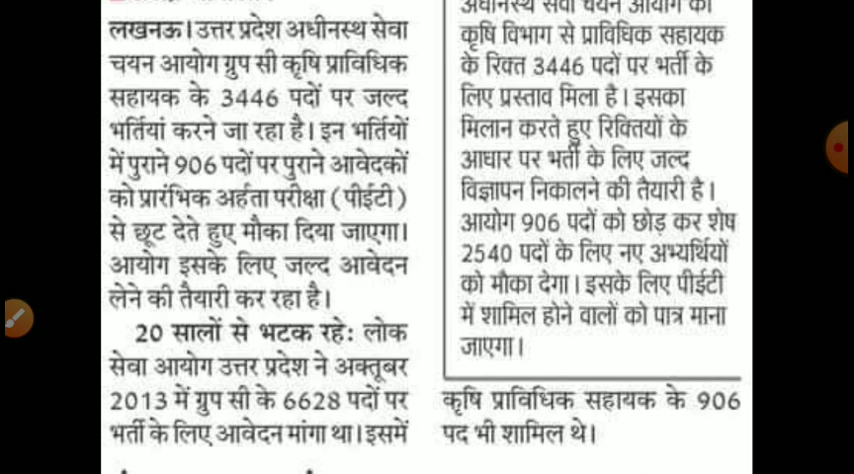 लखनऊ। उत्तर प्रदेश अधीनस्थ सेवा
चयन आयोग ग्रुप सी कृषि प्राविधिक
सहायक के 3446 पदों पर जल्द
भर्तियां करने जा रहा है। इन भर्तियों
में पुराने 906 पदों पर पुराने आवेदकों
को प्रारंभिक अर्हता परीक्षा (पीईटी)
से छूट देते हुए मौका दिया जाएगा।
आयोग इसके लिए जल्द आवेदन
लेने की तैयारी कर रहा है।
20 सालों से भटक रहे: लोक
सेवा आयोग उत्तर प्रदेश ने अक्तूबर
2013 में ग्रुप सी के 6628 पदों पर
भर्ती के लिए आवेदन मांगा था। इसमें
अधीनस्थ सेवा चयन आयोग को
कृषि विभाग से प्राविधिक सहायक
के रिक्त 3446 पदों पर भर्ती के
लिए प्रस्ताव मिला है। इसका
मिलान करते हुए रिक्तियों के
आधार पर भर्ती के लिए जल्द
विज्ञापन निकालने की तैयारी है।
आयोग 906 पदों को छोड़ कर शेष
2540 पदों के लिए नए अभ्यर्थियों
को मौका देगा। इसके लिए पीईटी
में शामिल होने वालों को पात्र माना
जाएगा।
कृषि प्राविधिक सहायक के 906
पद भी शामिल थे।